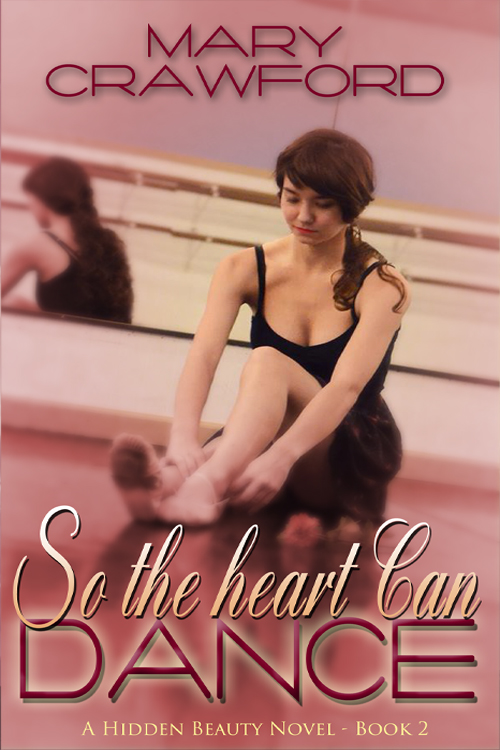 MARY
CRAWFORD
So the heart Can
DANCE
A HIDDEN BEAUTY NOVEL - BOOK 2